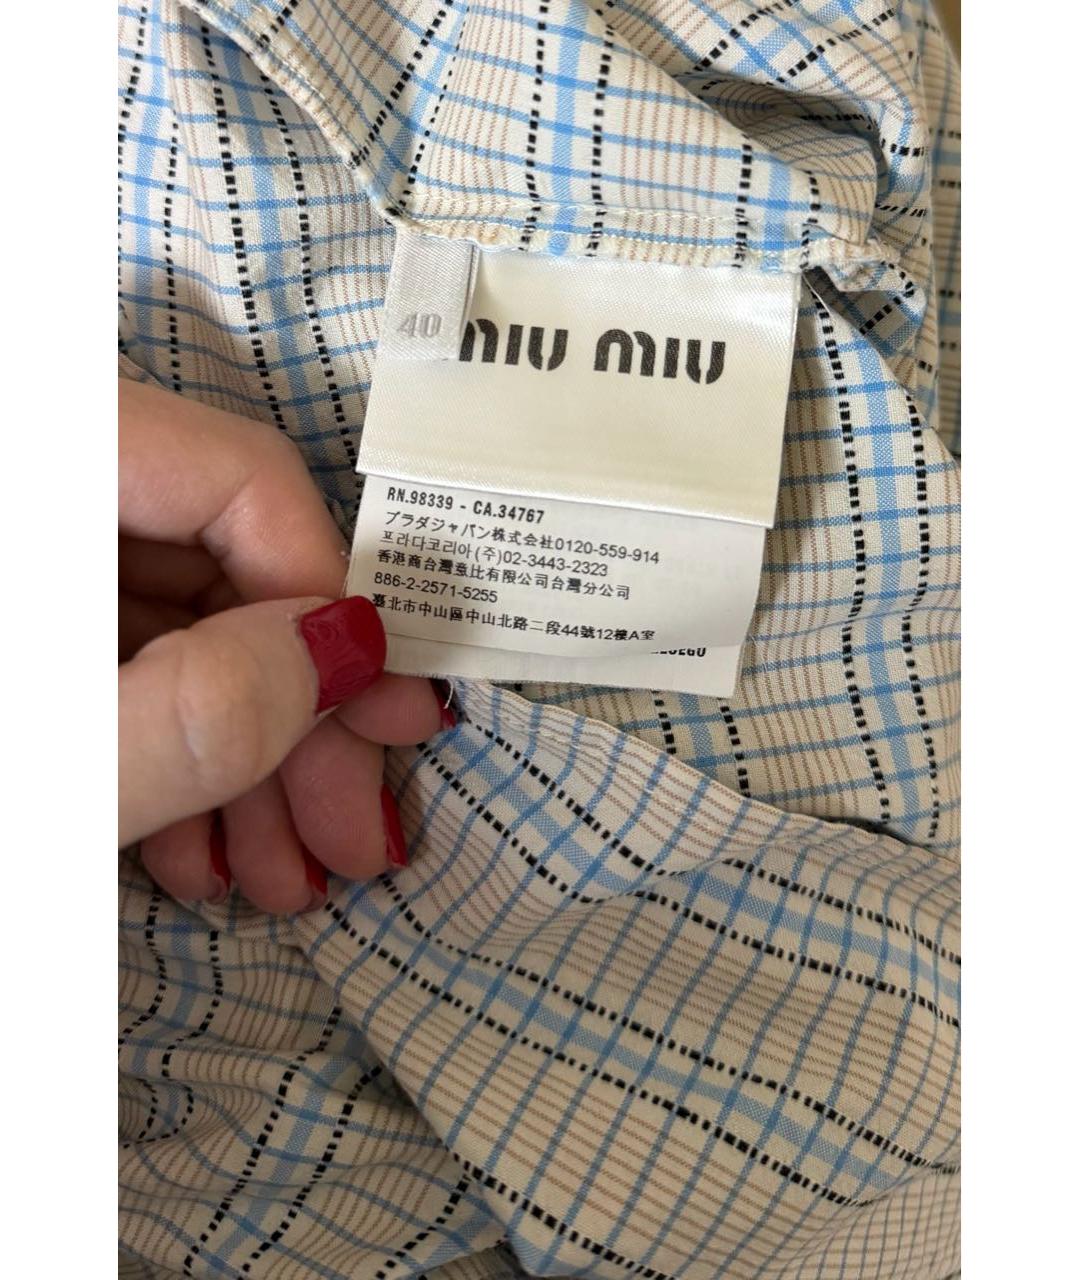 40
MIU MIU
RN.98339 - CA.34767
プラダジャパン株式会社0120-559-914
프라다코리아(주)02-3443-2323
香港商台灣意比有限公司台灣分公司
886-2-2571-5255
臺北市中山區中山北路二段44號12樓A室